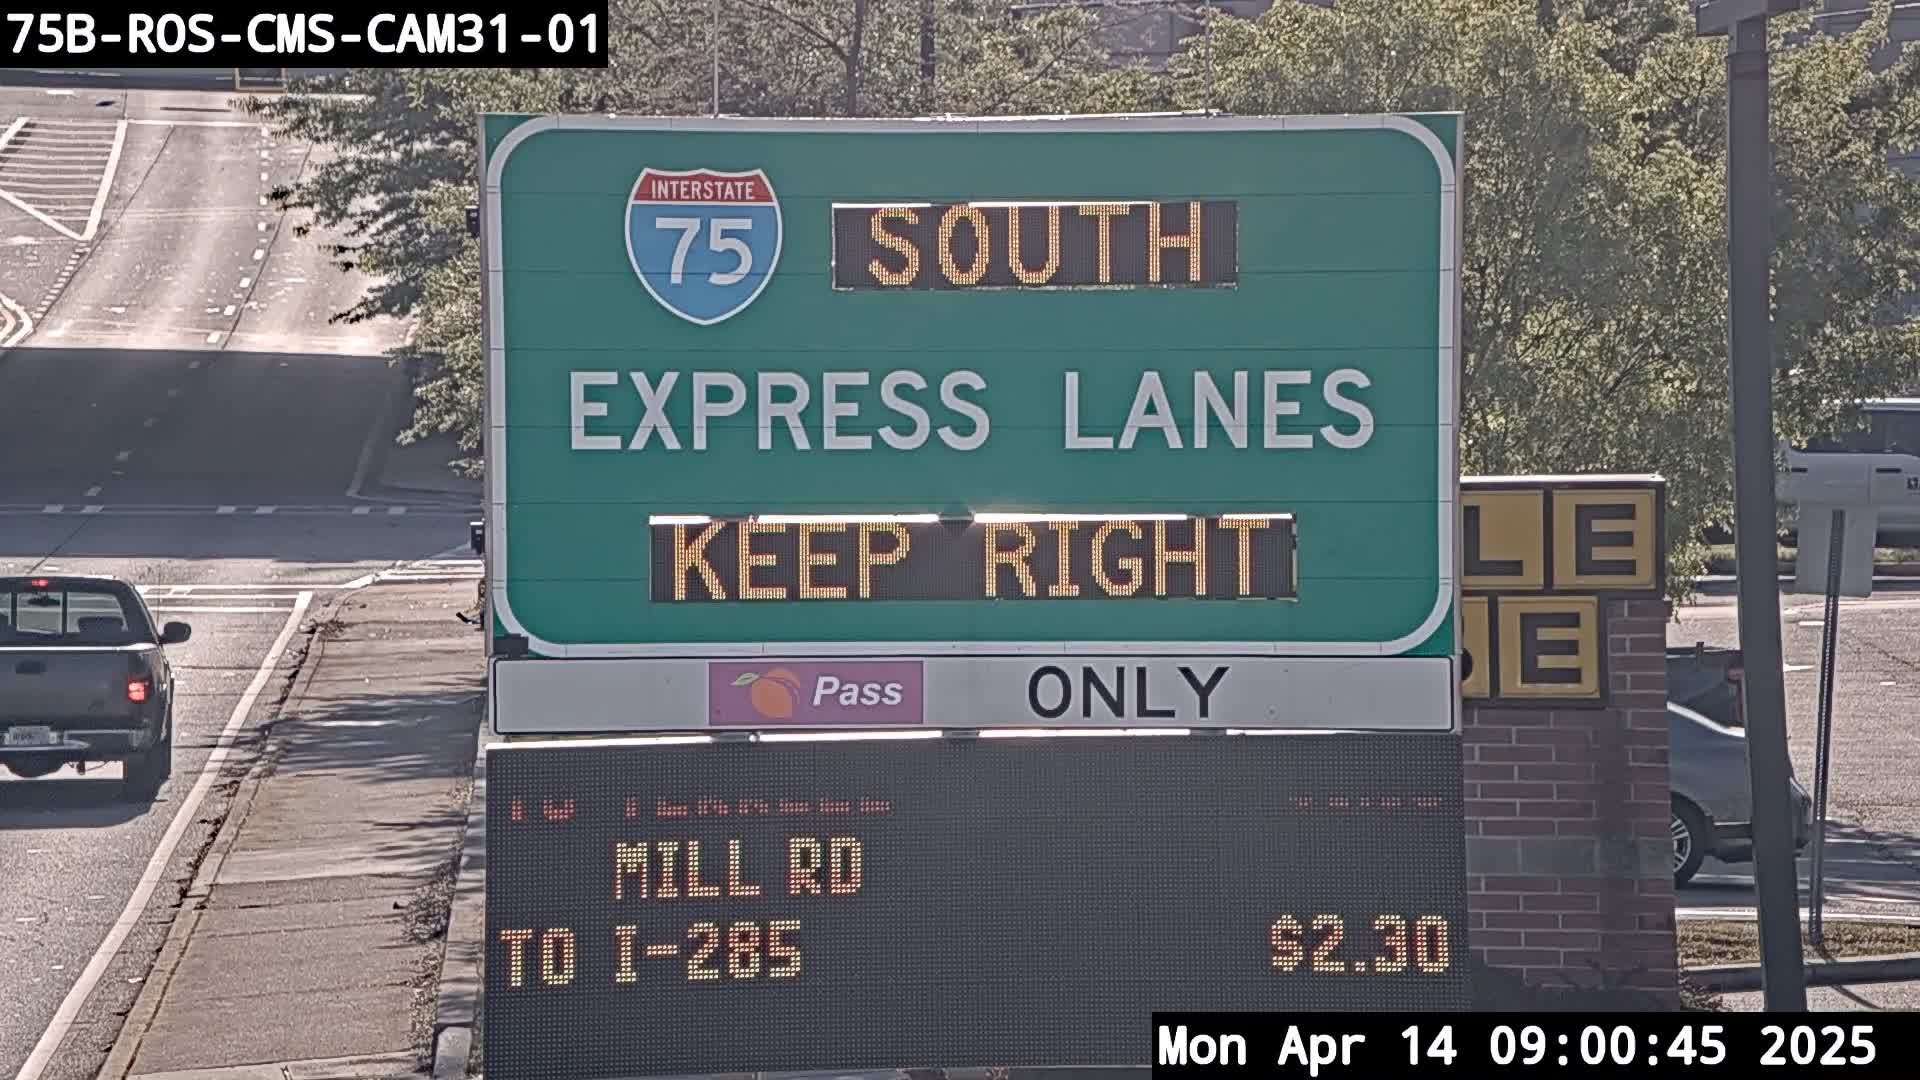 75B-ROS-CMS-CAM31-01
INTERSTATE
75
SOUTH
EXPRESS LANES
KEEP RIGHT
Pass
ONLY
MILL RD
TO I-285 $2.30
LE
E
Mon Apr 14 09:00:45 2025